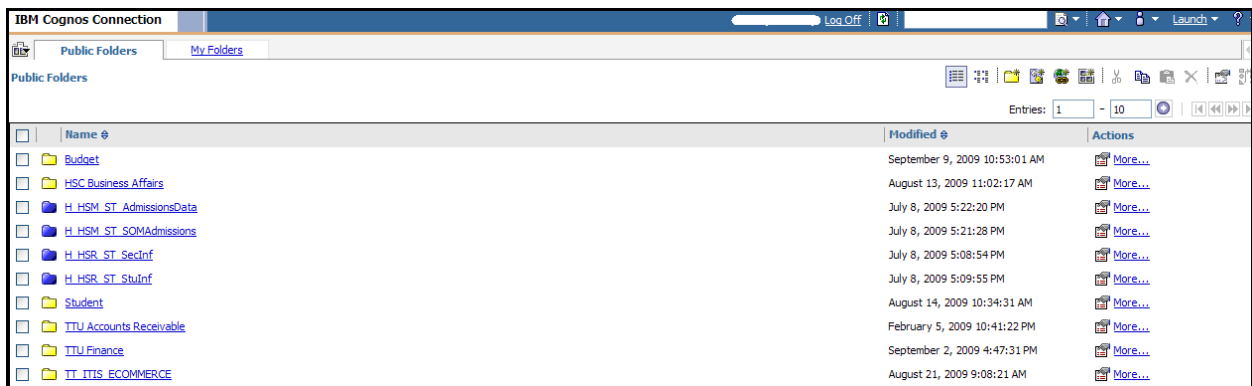 IBM Cognos Connection Log Off Launch ?
Public Folders My Folders
Public Folders
Entries: 1 - 10
Name Modified Actions
Budget September 9, 2009 10:53:01 AM More...
HSC Business Affairs August 13, 2009 11:02:17 AM More...
H_HSM_ST_AdmissionsData July 8, 2009 5:22:20 PM More...
H_HSM_ST_SOMAdmissions July 8, 2009 5:21:28 PM More...
H_HSR_ST_SecInf July 8, 2009 5:08:54 PM More...
H_HSR_ST_StuInf July 8, 2009 5:09:55 PM More...
Student August 14, 2009 10:34:31 AM More...
TTU Accounts Receivable February 5, 2009 10:41:22 PM More...
TTU Finance September 2, 2009 4:47:31 PM More...
TT_ITIS_ECOMMERCE August 21, 2009 9:08:21 AM More...